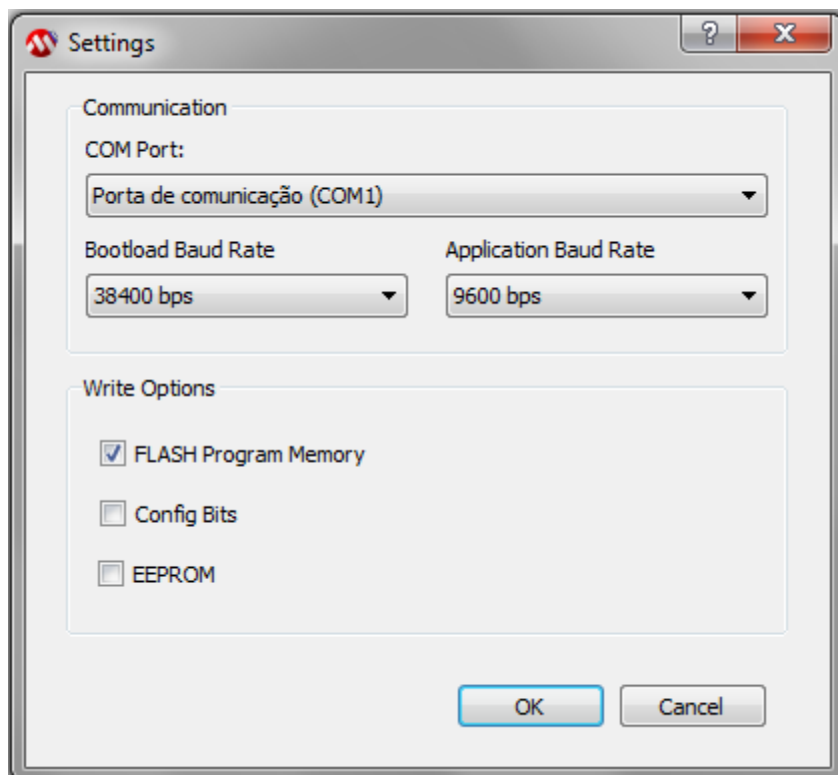 Settings
Communication
COM Port:
Porta de comunicação (COM1)
Bootload Baud Rate
Application Baud Rate
38400 bps
9600 bps
Write Options
FLASH Program Memory
Config Bits
EEPROM
OK
Cancel